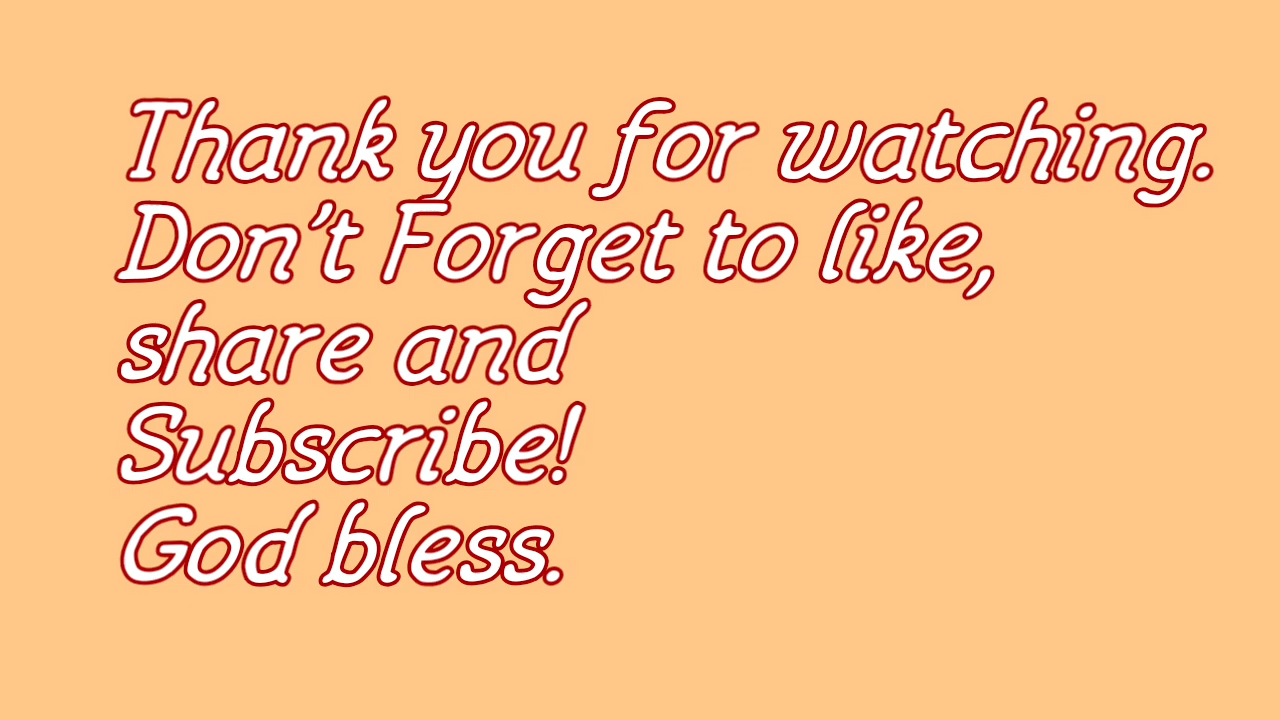 Thank you for watching.
Don't Forget to like,
share and
Subscribe!
God bless.